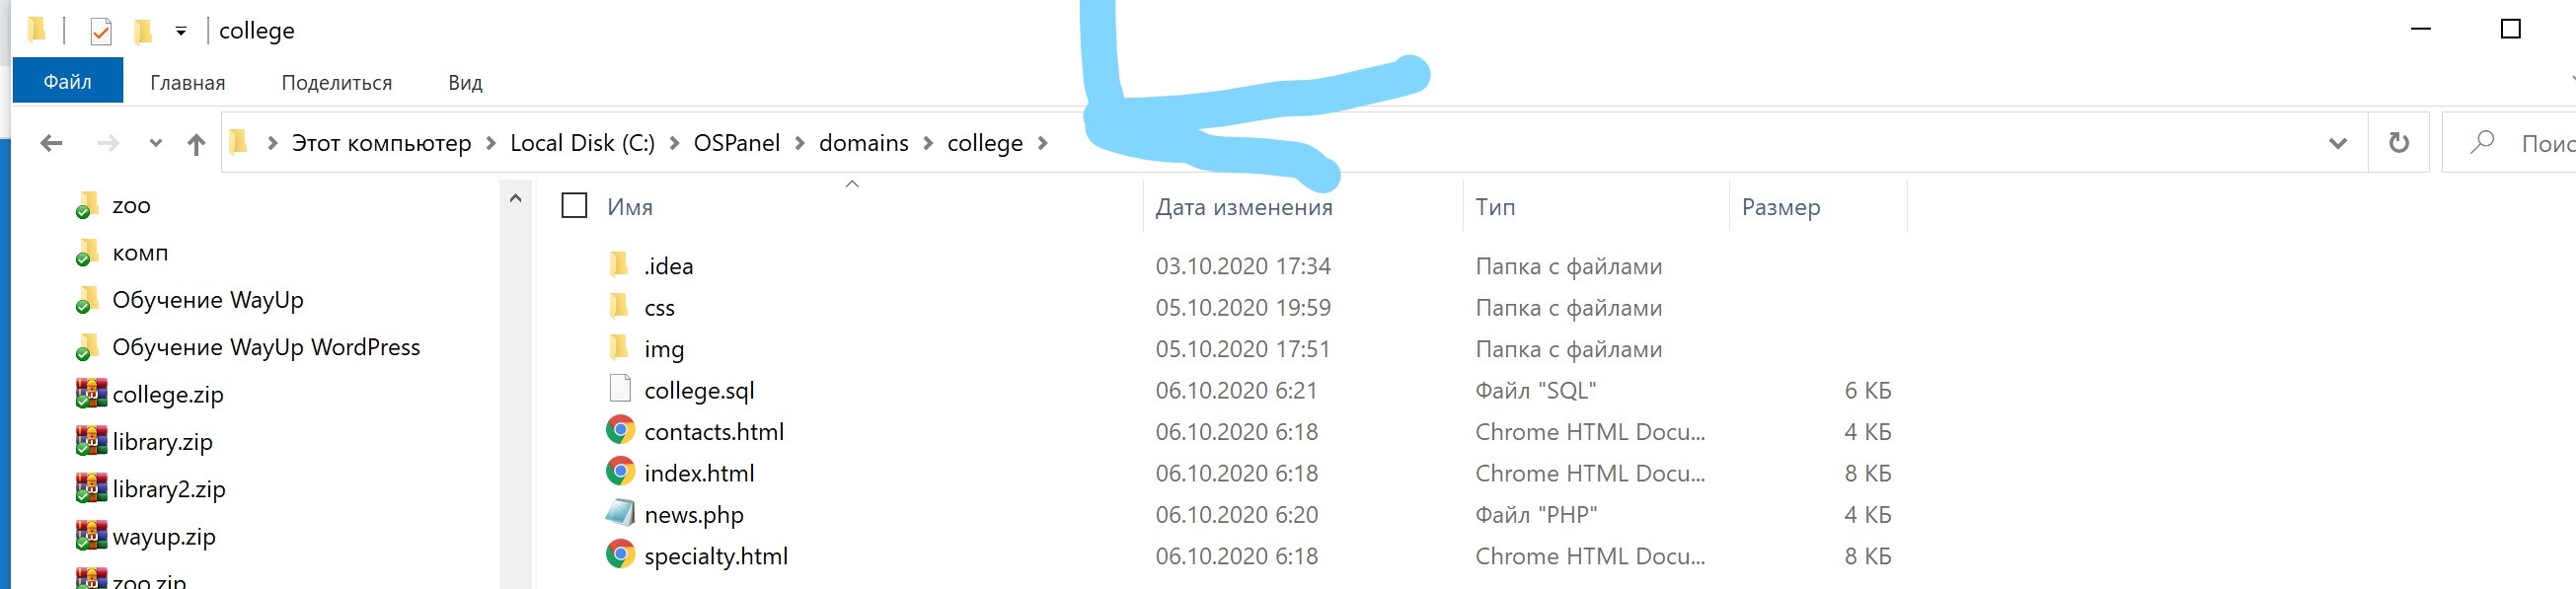 college
Файл Главная Поделиться Вид
Этот компьютер Local Disk (C:) OSPanel domains college
zoo
комп
Обучение WayUp
Обучение WayUp WordPress
college.zip
library.zip
library2.zip
wayup.zip
zoo.zip
Имя Дата изменения Тип Размер
.idea 03.10.2020 17:34 Папка с файлами
css 05.10.2020 19:59 Папка с файлами
img 05.10.2020 17:51 Папка с файлами
college.sql 06.10.2020 6:21 Файл "SQL" 6 КБ
contacts.html 06.10.2020 6:18 Chrome HTML Docu... 4 КБ
index.html 06.10.2020 6:18 Chrome HTML Docu... 8 КБ
news.php 06.10.2020 6:20 Файл "PHP" 4 КБ
specialty.html 06.10.2020 6:18 Chrome HTML Docu... 8 КБ